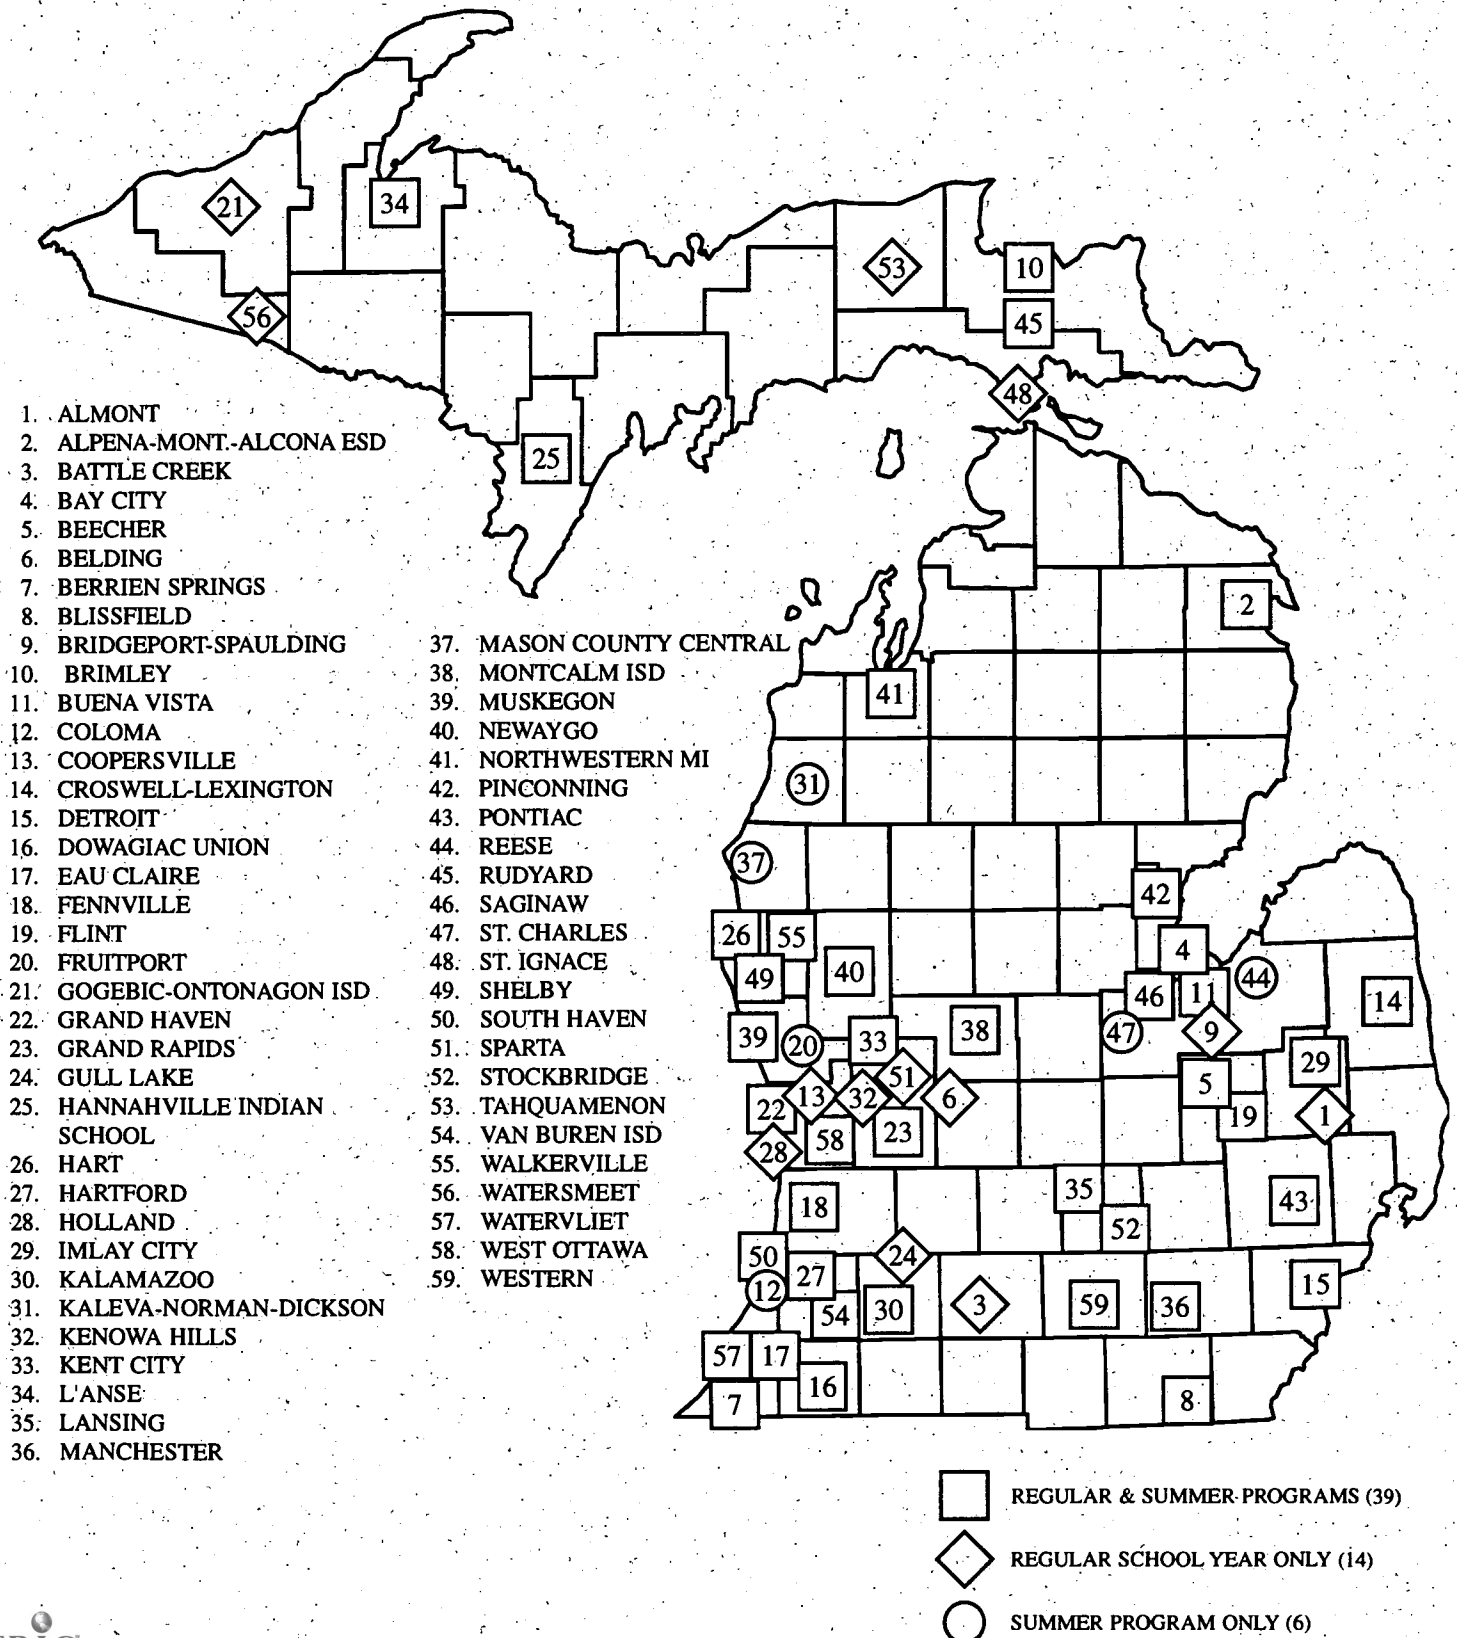 21
34
53
10
56
45
48
25
1. ALMONT
2. ALPENA-MONT.-ALCONA ESD
3. BATTLE CREEK
4. BAY CITY
5. BEECHER
6. BELDING
7. BERRIEN SPRINGS
8. BLISSFIELD
9. BRIDGEPORT-SPAULDING
10. BRIMLEY
11. BUENA VISTA
12. COLOMA
13. COOPERSVILLE
14. CROSWELL-LEXINGTON
15. DETROIT
16. DOWAGIAC UNION
17. EAU CLAIRE
18. FENNVILLE
19. FLINT
20. FRUITPORT
21. GOGEBIC-ONTONAGON ISD
22. GRAND HAVEN
23. GRAND RAPIDS
24. GULL LAKE
25. HANNAHVILLE INDIAN
SCHOOL
26. HART
27. HARTFORD
28. HOLLAND
29. IMLAY CITY
30. KALAMAZOO
31. KALEVA-NORMAN-DICKSON
32. KENOWA HILLS
33. KENT CITY
34. L'ANSE
35. LANSING
36. MANCHESTER
37. MASON COUNTY CENTRAL
38. MONTCALM ISD
39. MUSKEGON
40. NEWAYGO
41. NORTHWESTERN MI
42. PINCONNING
43. PONTIAC
44. REESE
45. RUDYARD
46. SAGINAW
47. ST. CHARLES
48. ST. IGNACE
49. SHELBY
50. SOUTH HAVEN
51. SPARTA
52. STOCKBRIDGE
53. TAHQUAMENON
54. VAN BUREN ISD
55. WALKERVILLE
56. WATERSMEET
57. WATERVLIET
58. WEST OTTAWA
59. WESTERN
2
41
31
37
42
26
55
4
49
40
44
46
11
14
39
20
33
38
47
9
29
51
5
13
32
6
22
19
1
58
23
28
35
18
43
52
50
24
27
12
15
54
30
3
59
36
57
17
16
7
8
REGULAR & SUMMER PROGRAMS (39)
REGULAR SCHOOL YEAR ONLY (14)
SUMMER PROGRAM ONLY (6)